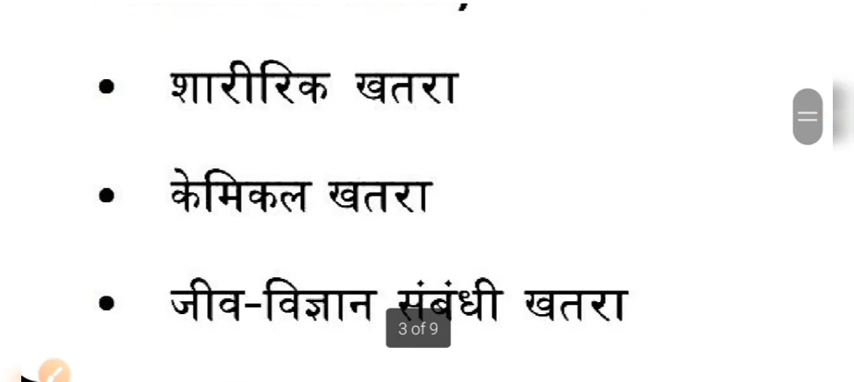 • शारीरिक खतरा
• केमिकल खतरा
• जीव-विज्ञान संबंधी खतरा
3 of 9